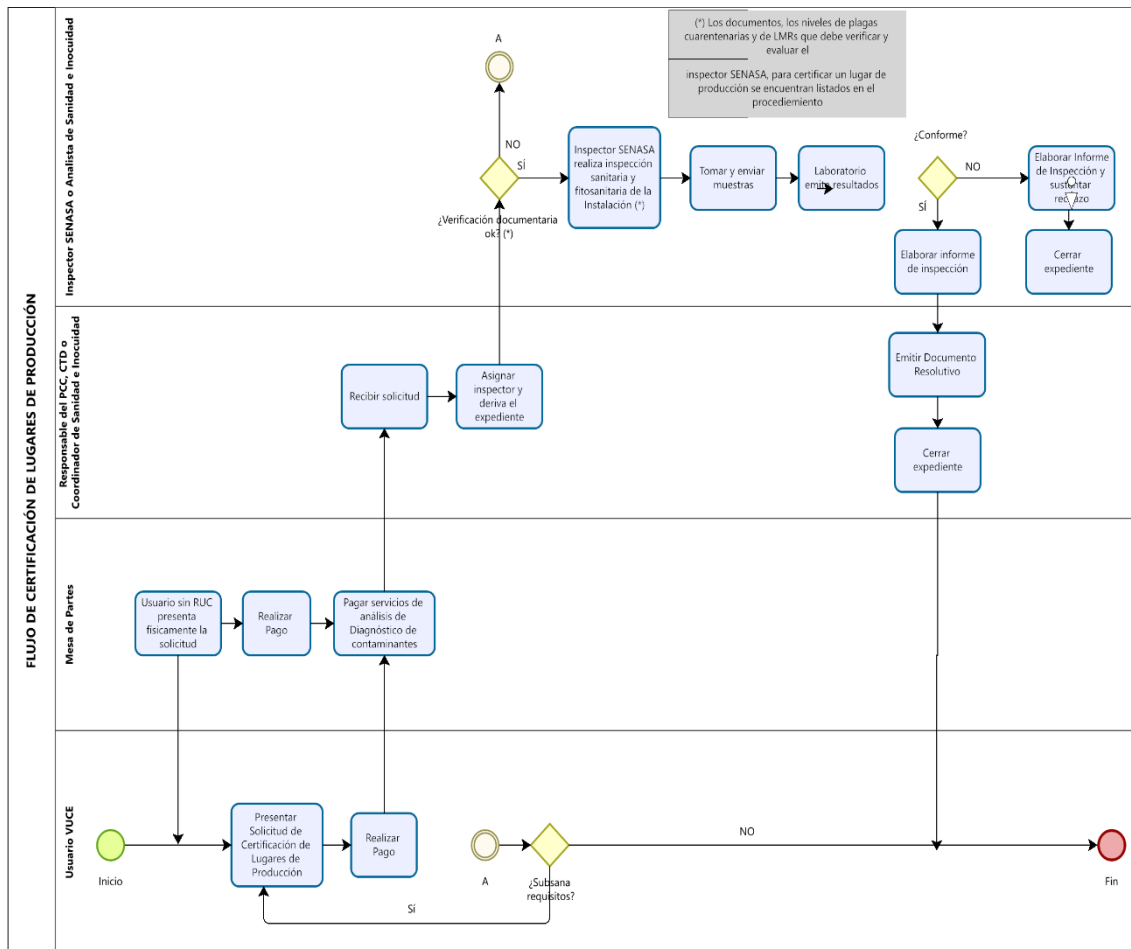 FLUJO DE CERTIFICACIÓN DE LUGARES DE PRODUCCIÓN
Inspector SENASA o Analista de Sanidad e Inocuidad
A
(*) Los documentos, los niveles de plagas
cuarentenarias y de LMRs que debe verificar y
evaluar el
inspector SENASA, para certificar un lugar de
producción se encuentran listados en el
procediemiento
NO
SÍ
¿Verificación documentaria
ok? (*)
Inspector SENASA
realiza inspección
sanitaria y
fitosanitaria de la
Instalación (*)
Tomar y enviar
muestras
Laboratorio
emite resultados
¿Conforme?
NO
SÍ
Elaborar Informe
de Inspección y
sustentar
rechazo
Cerrar
expediente
Elaborar informe
de inspección
Responsable del PCC, CTD o
Coordinador de Sanidad e Inocuidad
Recibir solicitud
Asignar
inspector y
deriva el
expediente
Emitir Documento
Resolutivo
Cerrar
expediente
Mesa de Partes
Usuario sin RUC
presenta
físicamente la
solicitud
Realizar
Pago
Pagar servicios de
análisis de
Diagnóstico de
contaminantes
Usuario VUCE
Inicio
Presentar
Solicitud de
Certificación de
Lugares de
Producción
Realizar
Pago
A
¿Subsana
requisitos?
NO
Sí
Fin